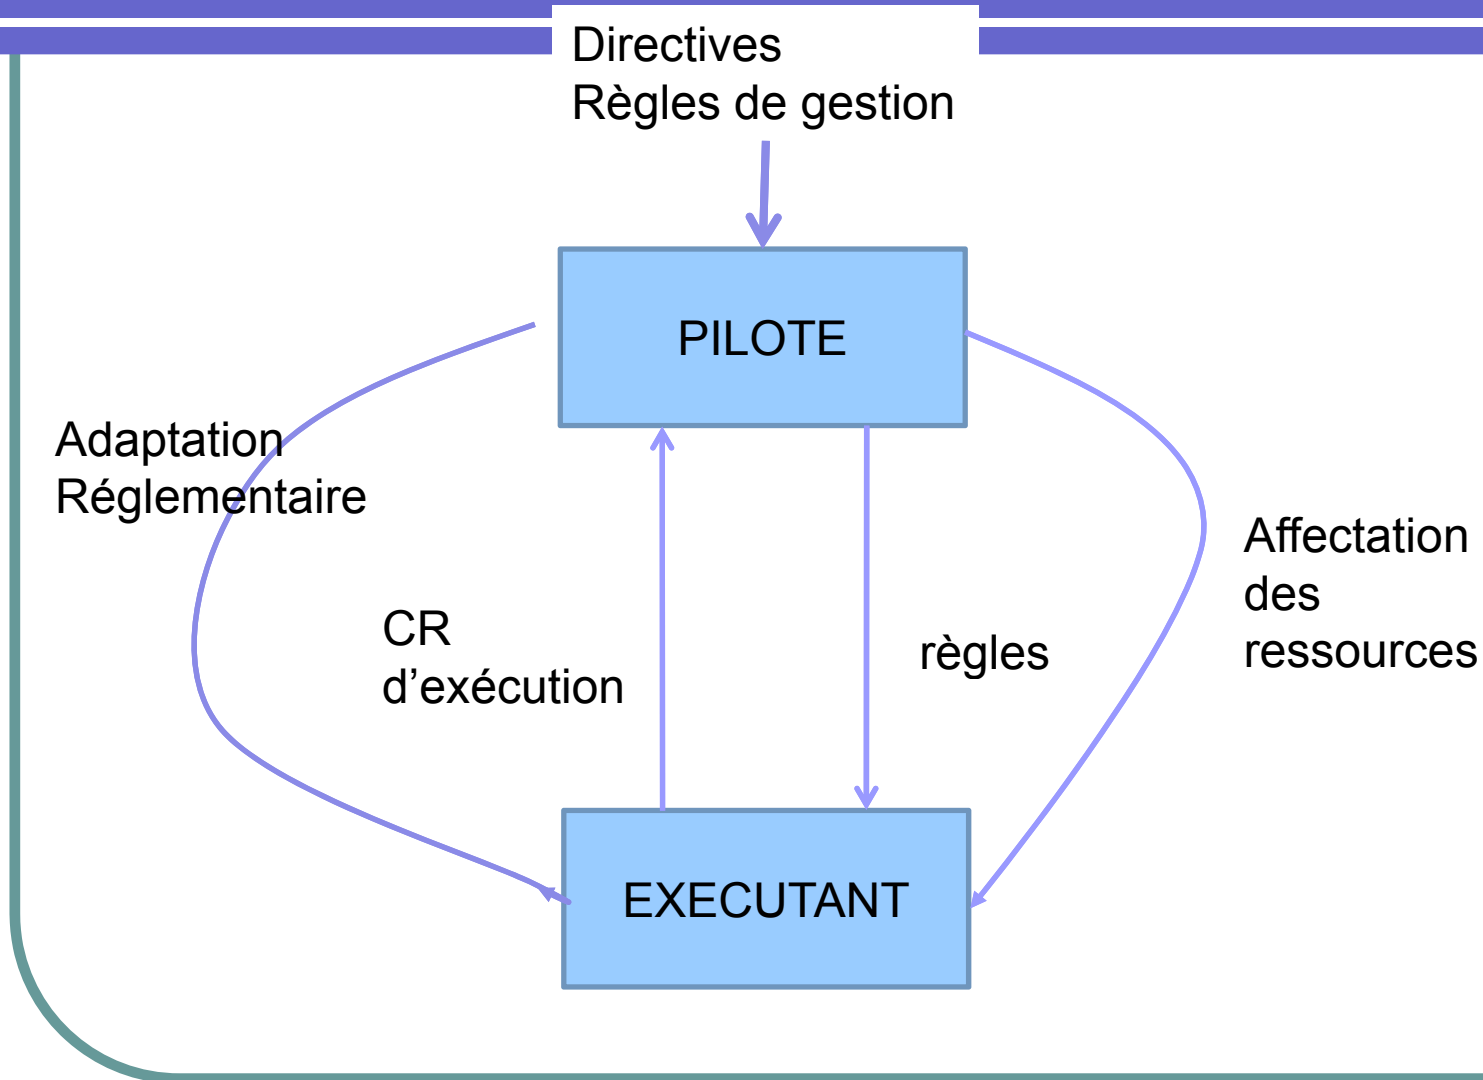 Directives
Règles de gestion
PILOTE
Adaptation
Réglementaire
CR
d’exécution
règles
Affectation
des
ressources
EXECUTANT